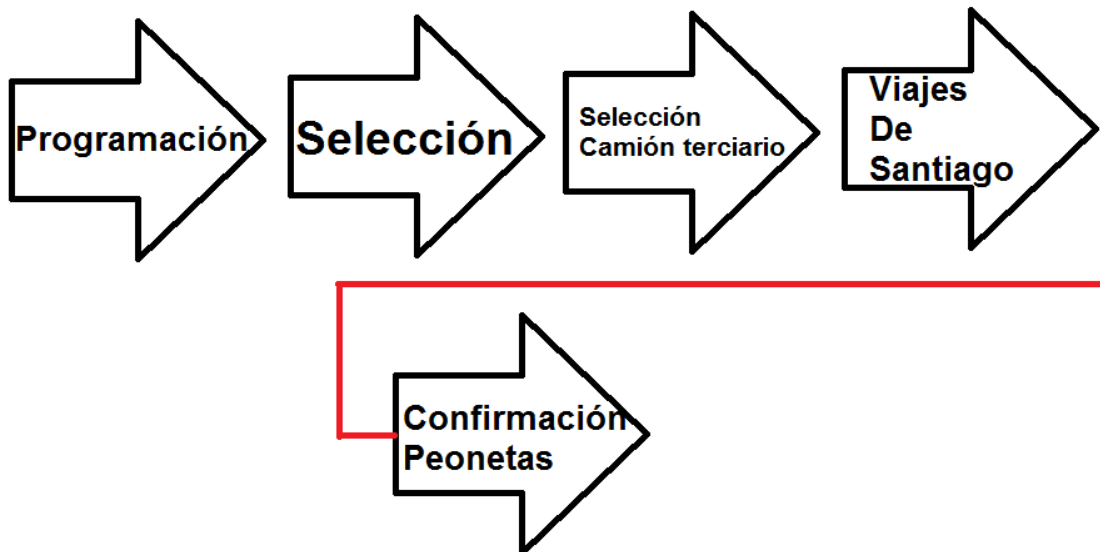 Programación
Selección
Selección
Camión terciario
Viajes
De
Santiago
Confirmación
Peonetas